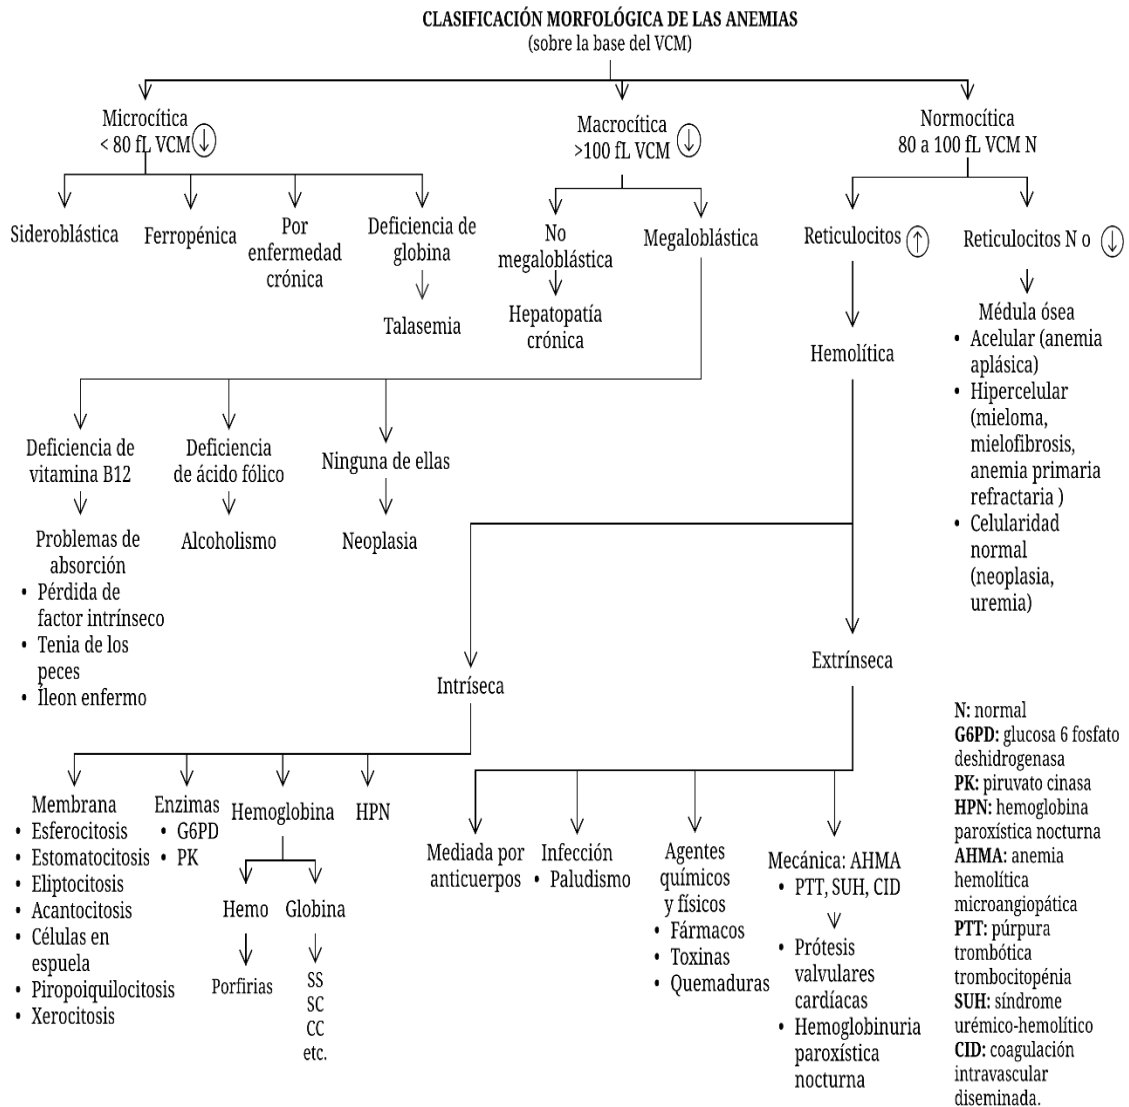 CLASIFICACIÓN MORFOLÓGICA DE LAS ANEMIAS
(sobre la base del VCM)
Microcítica
< 80 fL VCM ↓
Macrocítica
>100 fL VCM ↓
Normocítica
80 a 100 fL VCM N
Sideroblástica
Ferropénica
Por
enfermedad
crónica
Deficiencia de
globina
Talasemia
No
megaloblástica
Hepatopatía
crónica
Megaloblástica
Reticulocitos ↑
Hemolítica
Reticulocitos N o ↓
Médula ósea
• Acelular (anemia
aplásica)
• Hipercelular
(mieloma,
mielofibrosis,
anemia primaria
refractaria )
• Celularidad
normal
(neoplasia,
uremia)
Deficiencia de
vitamina B12
Problemas de
absorción
• Pérdida de
factor intrínseco
• Tenia de los
peces
• Íleon enfermo
Deficiencia
de ácido fólico
Alcoholismo
Ninguna de ellas
Neoplasia
Intríseca
Extrínseca
Membrana
• Esferocitosis
• Estomatocitosis
• Eliptocitosis
• Acantocitosis
• Células en
espuela
• Piropoiquilocitosis
• Xerocitosis
Enzimas
• G6PD
• PK
Hemoglobina
Hemo
Porfirias
Globina
SS
SC
CC
etc.
HPN
Mediada por
anticuerpos
Infección
• Paludismo
Agentes
químicos
y físicos
• Fármacos
• Toxinas
• Quemaduras
Mecánica: AHMA
• PTT, SUH, CID
• Prótesis
valvulares
cardíacas
• Hemoglobinuria
paroxística
nocturna
N: normal
G6PD: glucosa 6 fosfato
deshidrogenasa
PK: piruvato cinasa
HPN: hemoglobina
paroxística nocturna
AHMA: anemia
hemolítica
microangiopática
PTT: púrpura
trombótica
trombocitopénia
SUH: síndrome
urémico-hemolítico
CID: coagulación
intravascular
diseminada.